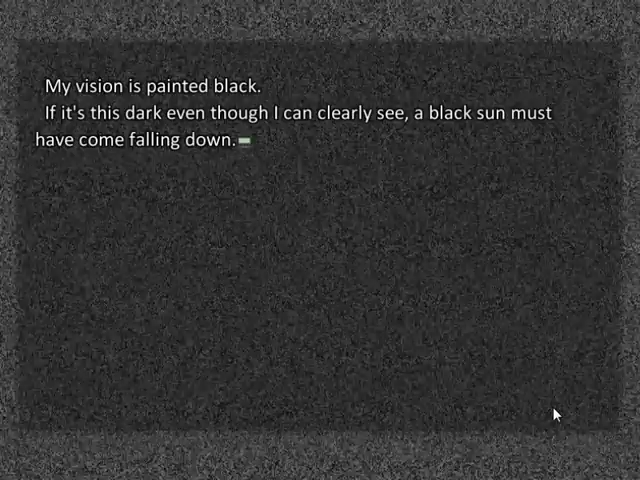 My vision is painted black.
If it's this dark even though I can clearly see, a black sun must
have come falling down.